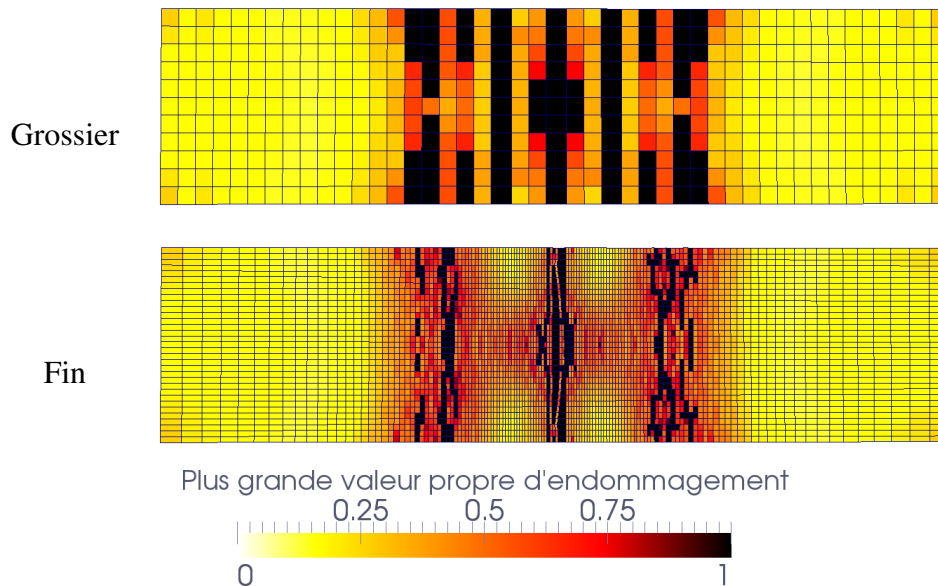 Grossier
Fin
Plus grande valeur propre d'endommagement
0.25 0.5 0.75
0 1